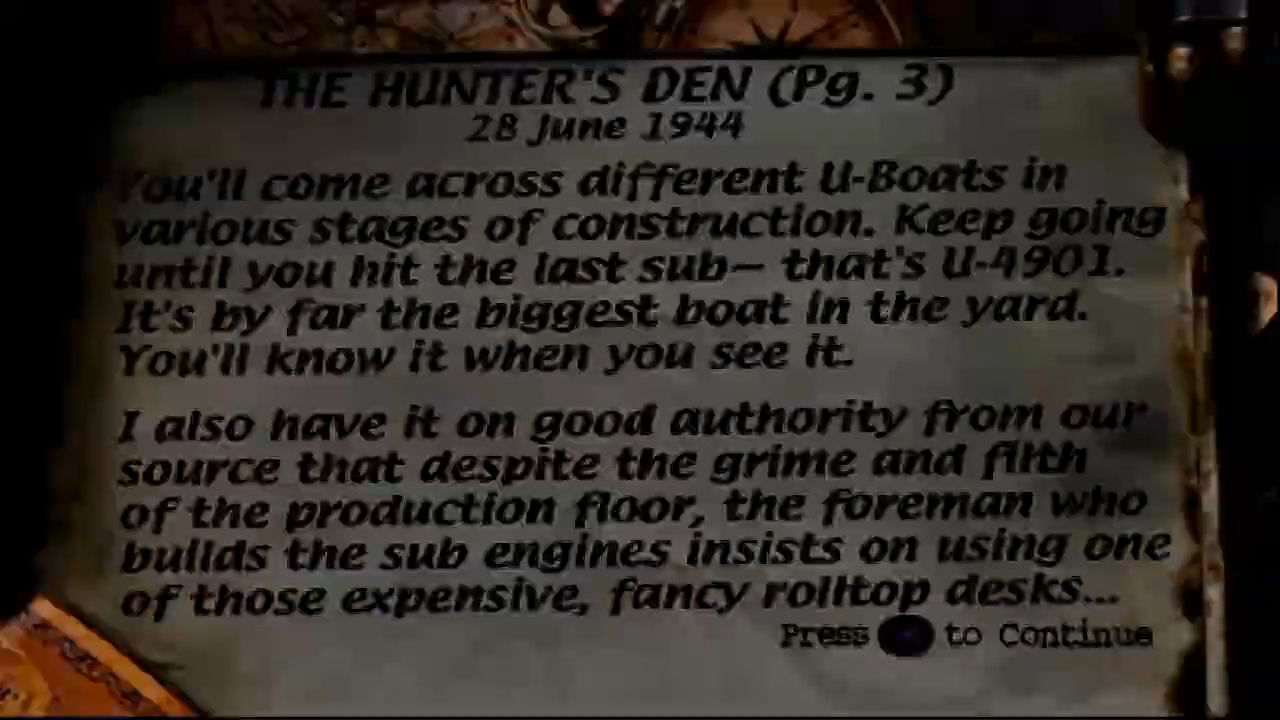 THE HUNTER'S DEN (Pg. 3)
28 June 1944
You'll come across different U-Boats in
various stages of construction. Keep going
until you hit the last sub– that's U-4901.
It's by far the biggest boat in the yard.
You'll know it when you see it.
I also have it on good authority from our
source that despite the grime and filth
of the production floor, the foreman who
builds the sub engines insists on using one
of those expensive, fancy rolltop desks...
Press to Continue